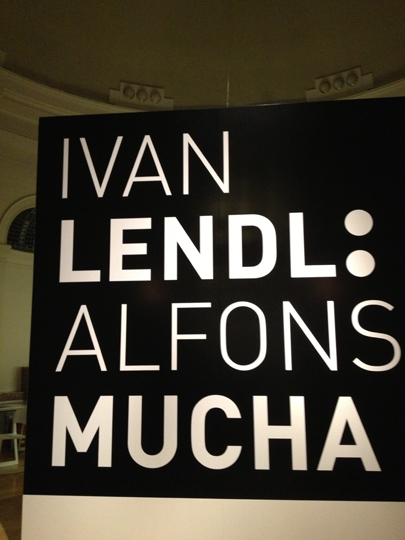 IVAN
LENDL:
ALFONS
MUCHA